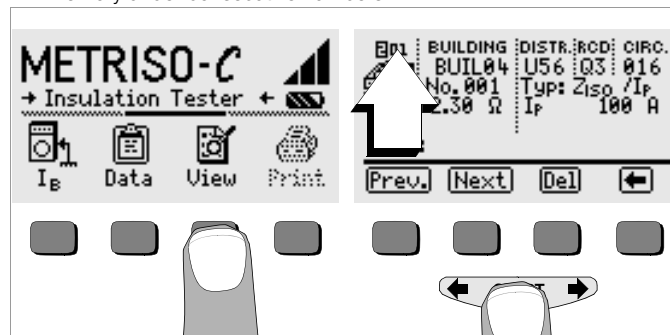 METRISO-C
→ Insulation Tester ←
IB Data View Print
BUILDING DISTR. RCD CIRC.
BUIL04 U56 Q3 016
No. 001 Typ: ZISO /IP
2.30 Ω IP 100 A
Prev. Next Del ←